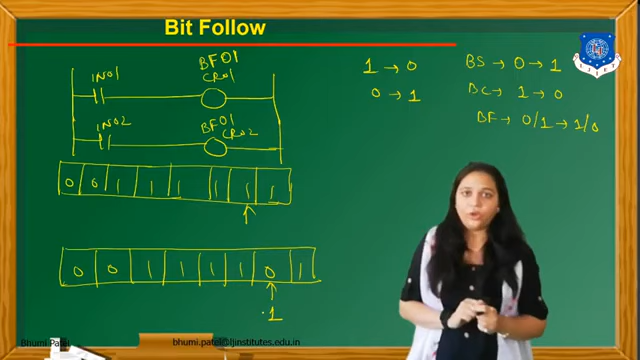 Bit Follow
IN01
BF01
CR01
IN02
BF01
CR02
0 0 1 1 1 1 1 1
0 0 1 1 1 1 0 1
.1
1 → 0
0 → 1
BS → 0 → 1
BC → 1 → 0
BF → 0/1 → 1/0
LJIET
Bhumi Patel
bhumi.patel@ljinstitutes.edu.in